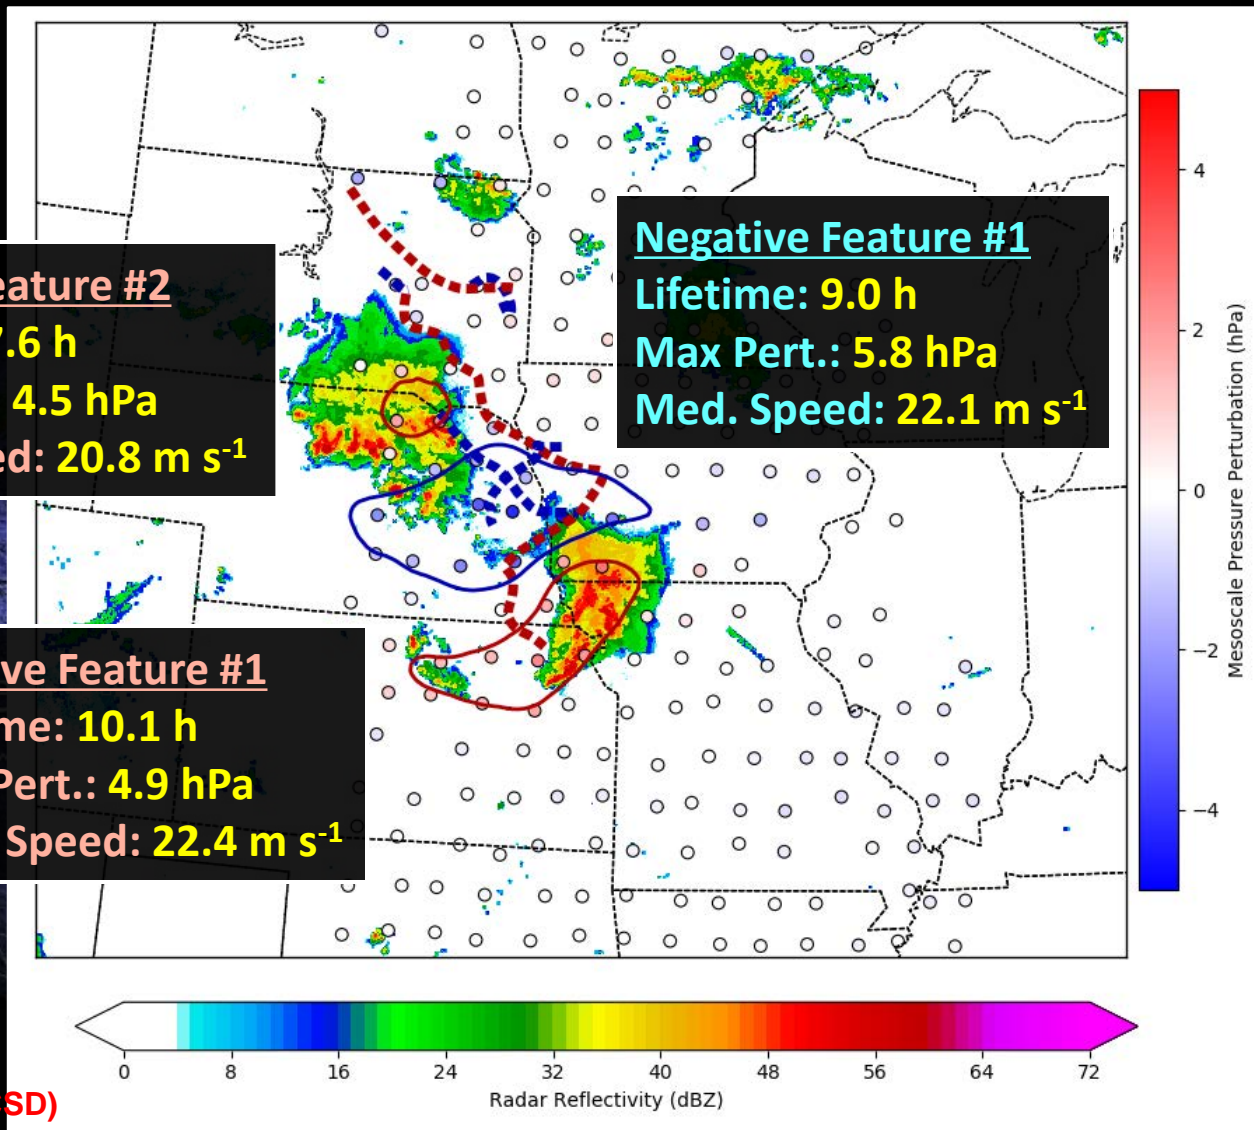 Negative Feature #1
Lifetime: 9.0 h
Max Pert.: 5.8 hPa
Med. Speed: 22.1 m s-1
eature #2
7.6 h
4.5 hPa
ed: 20.8 m s-1
ve Feature #1
me: 10.1 h
Pert.: 4.9 hPa
Speed: 22.4 m s-1
4
2
0
−2
−4
Mesoscale Pressure Perturbation (hPa)
0 8 16 24 32 40 48 56 64 72
Radar Reflectivity (dBZ)
SD)